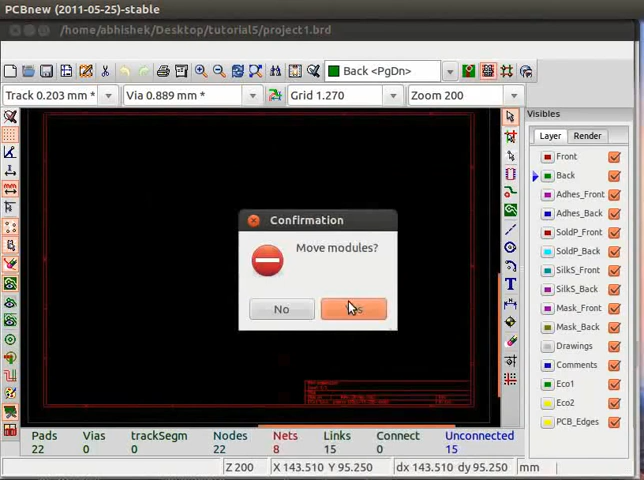 PCBnew (2011-05-25)-stable
/home/abhishek/Desktop/tutorial5/project1.brd
Back <PgDn>
Track 0.203 mm *
Via 0.889 mm *
Grid 1.270
Zoom 200
Visibles
Layer
Render
Front
Back
Adhes_Front
Adhes_Back
SoldP_Front
SoldP_Back
SilkS_Front
SilkS_Back
Mask_Front
Mask_Back
Drawings
Comments
Eco1
Eco2
PCB_Edges
Confirmation
Move modules?
No
Pads
Vias
trackSegm
Nodes
Nets
Links
Connect
Unconnected
22
0
0
22
8
15
0
15
Z 200
X 143.510 Y 95.250
dx 143.510 dy 95.250
mm